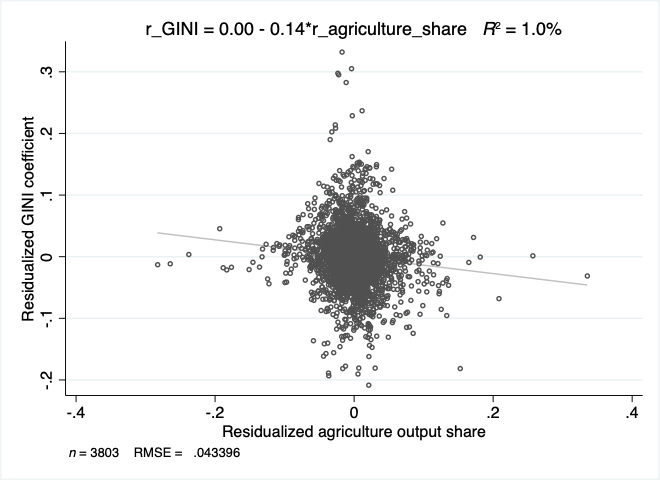 r_GINI = 0.00 - 0.14*r_agriculture_share R² = 1.0%
Residualized GINI coefficient
.3
.2
.1
0
-.1
-.2
-.4
-.2
0
.2
.4
Residualized agriculture output share
n = 3803 RMSE = .043396